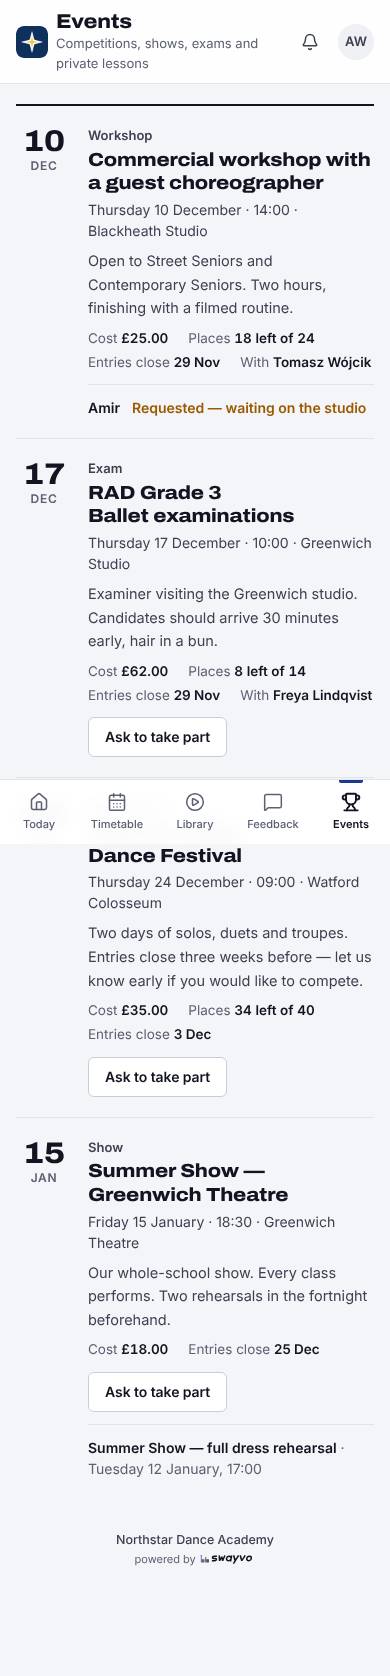 Events
Competitions, shows, exams and
private lessons
AW
10
DEC
Workshop
Commercial workshop with
a guest choreographer
Thursday 10 December · 14:00 ·
Blackheath Studio
Open to Street Seniors and
Contemporary Seniors. Two hours,
finishing with a filmed routine.
Cost £25.00 Places 18 left of 24
Entries close 29 Nov With Tomasz Wójcik
Amir Requested — waiting on the studio
17
DEC
Exam
RAD Grade 3
Ballet examinations
Thursday 17 December · 10:00 · Greenwich
Studio
Examiner visiting the Greenwich studio.
Candidates should arrive 30 minutes
early, hair in a bun.
Cost £62.00 Places 8 left of 14
Entries close 29 Nov With Freya Lindqvist
Ask to take part
Today Timetable Library Feedback Events
Dance Festival
Thursday 24 December · 09:00 · Watford
Colosseum
Two days of solos, duets and troupes.
Entries close three weeks before — let us
know early if you would like to compete.
Cost £35.00 Places 34 left of 40
Entries close 3 Dec
Ask to take part
15
JAN
Show
Summer Show —
Greenwich Theatre
Friday 15 January · 18:30 · Greenwich
Theatre
Our whole-school show. Every class
performs. Two rehearsals in the fortnight
beforehand.
Cost £18.00 Entries close 25 Dec
Ask to take part
Summer Show — full dress rehearsal ·
Tuesday 12 January, 17:00
Northstar Dance Academy
powered by swayvo